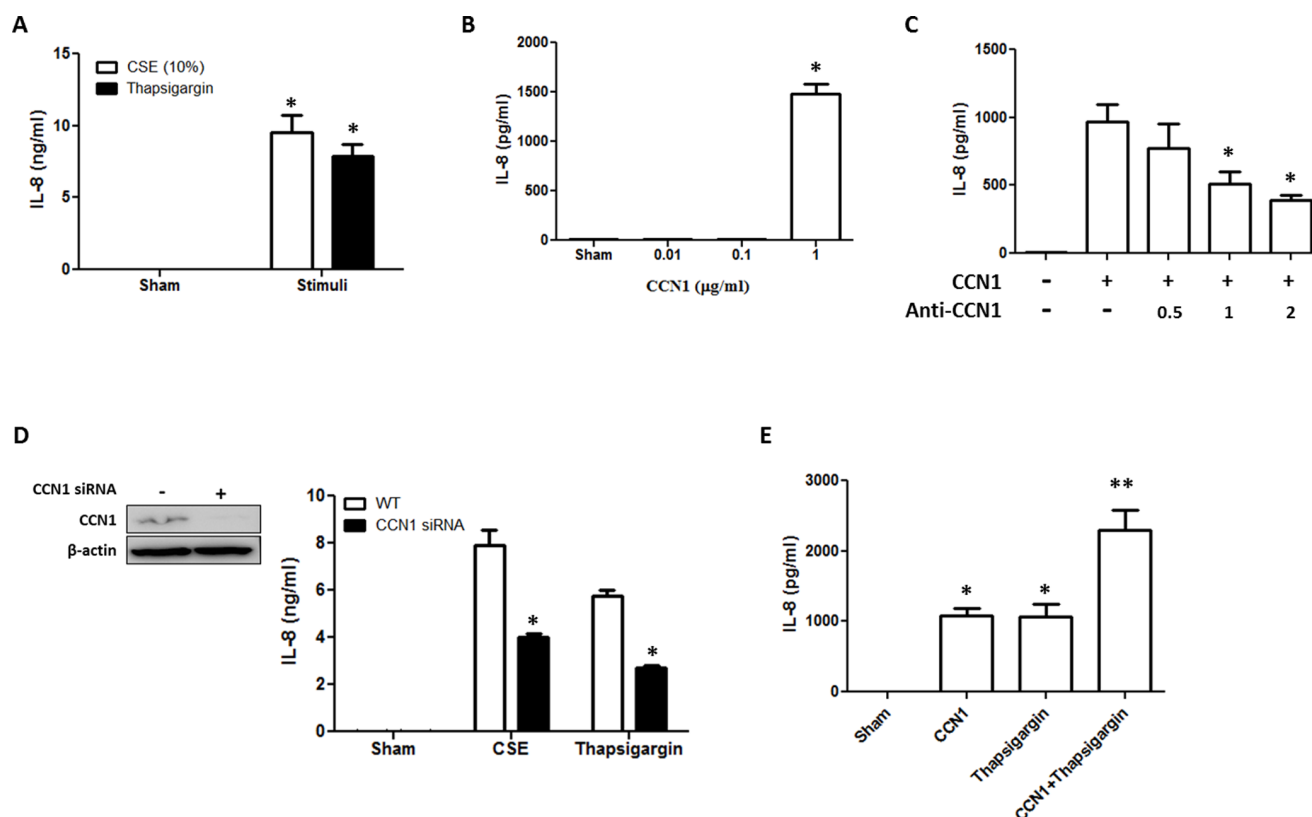 A
IL-8 (ng/ml)
15
10
5
0
CSE (10%)
Thapsigargin
*
*
Sham
Stimuli
B
IL-8 (pg/ml)
2000
1500
1000
500
0
*
Sham
0.01
0.1
1
CCN1 (µg/ml)
C
IL-8 (pg/ml)
1500
1000
500
0
*
*
CCN1 - + + + +
Anti-CCN1 - - 0.5 1 2
D
CCN1 siRNA - +
CCN1
β-actin
IL-8 (ng/ml)
10
8
6
4
2
0
WT
CCN1 siRNA
*
*
Sham
CSE
Thapsigargin
E
IL-8 (pg/ml)
3000
2000
1000
0
*
*
**
Sham
CCN1
Thapsigargin
CCN1+Thapsigargin